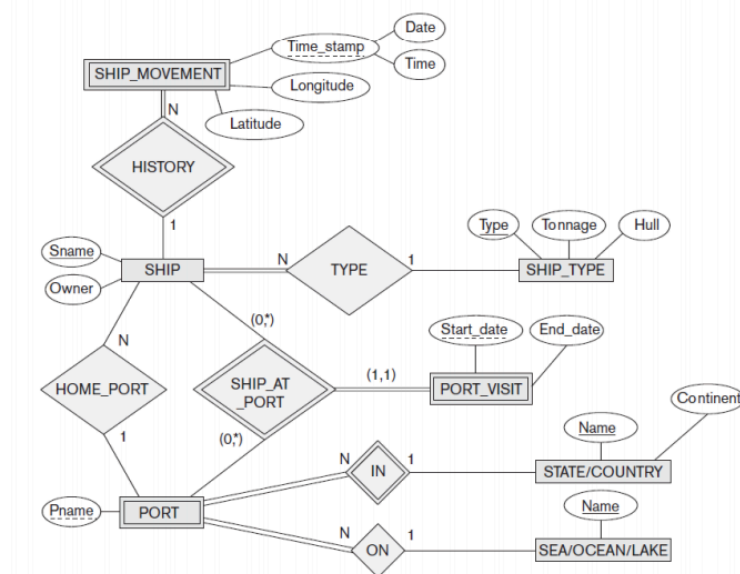 Date
Time_stamp
SHIP_MOVEMENT
Time
Longitude
N
Latitude
HISTORY
1
Sname
Type
Tonnage
Hull
SHIP
N
TYPE
1
SHIP_TYPE
Owner
(0,*)
N
Start_date
End_date
HOME_PORT
SHIP_AT
_PORT
(1,1)
PORT_VISIT
Continent
1
(0,*)
Name
N
IN
1
STATE/COUNTRY
Pname
PORT
Name
N
ON
1
SEA/OCEAN/LAKE